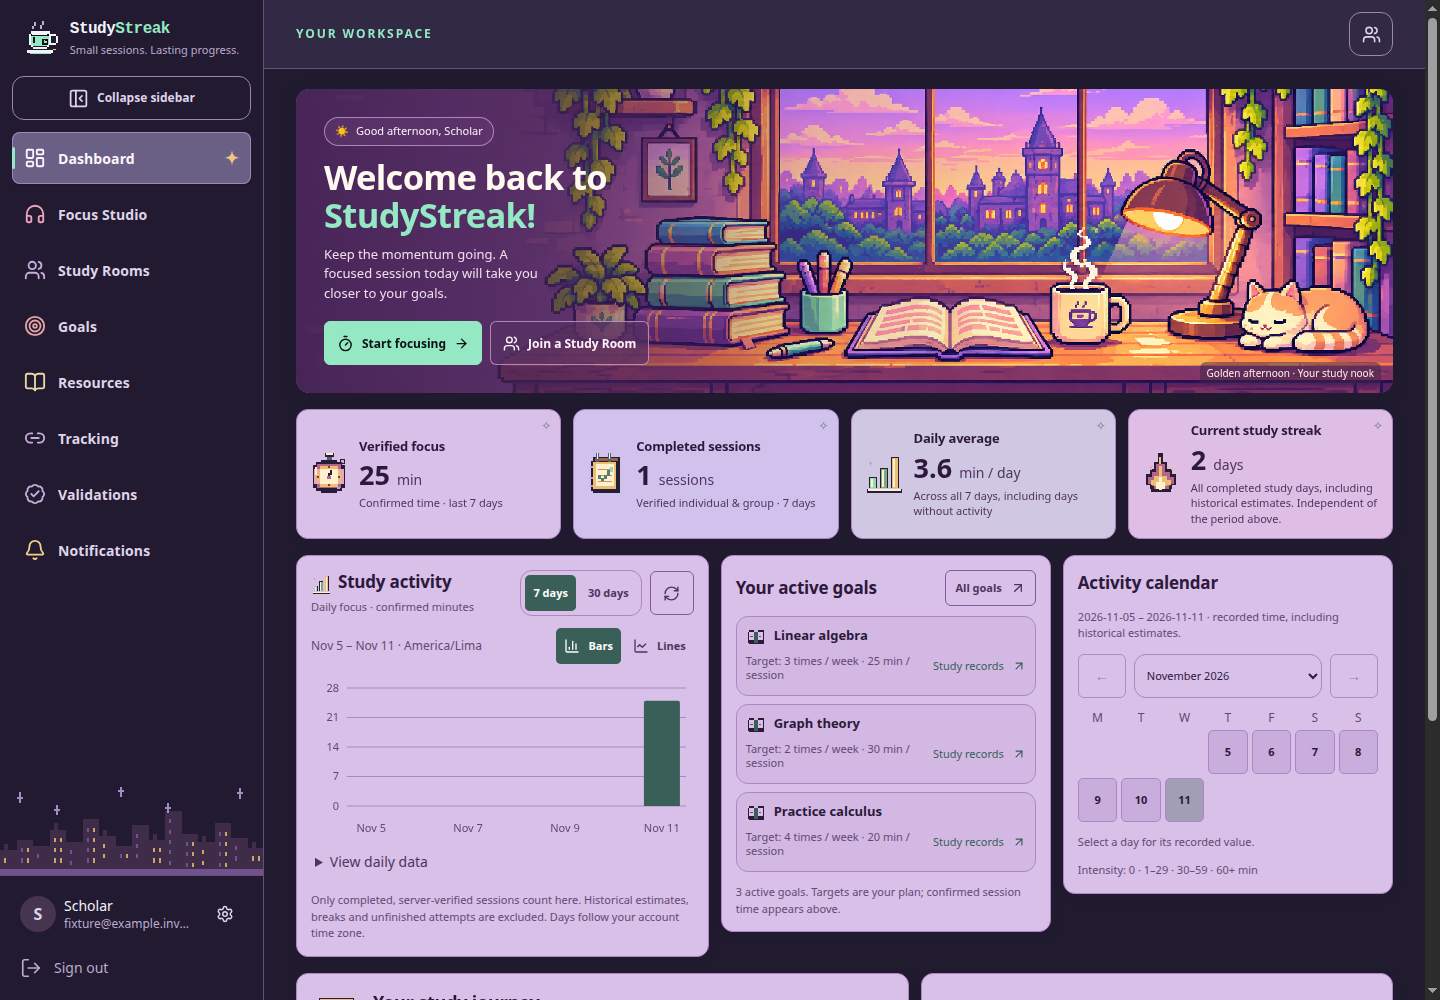 StudyStreak
Small sessions. Lasting progress.
Collapse sidebar
Dashboard
Focus Studio
Study Rooms
Goals
Resources
Tracking
Validations
Notifications
S
Scholar
fixture@example.inv...
Sign out
YOUR WORKSPACE
Good afternoon, Scholar
Welcome back to
StudyStreak!
Keep the momentum going. A
focused session today will take you
closer to your goals.
Start focusing →
Join a Study Room
Golden afternoon · Your study nook
Verified focus
25 min
Confirmed time · last 7 days
Completed sessions
1 sessions
Verified individual & group · 7 days
Daily average
3.6 min / day
Across all 7 days, including days
without activity
Current study streak
2 days
All completed study days, including
historical estimates. Independent of
the period above.
Study activity
Daily focus · confirmed minutes
7 days
30 days
Nov 5 – Nov 11 · America/Lima
Bars
Lines
28
21
14
7
0
Nov 5
Nov 7
Nov 9
Nov 11
View daily data
Only completed, server-verified sessions count here. Historical estimates,
breaks and unfinished attempts are excluded. Days follow your account
time zone.
Your active goals
All goals
Linear algebra
Target: 3 times / week · 25 min /
session
Study records
Graph theory
Target: 2 times / week · 30 min /
session
Study records
Practice calculus
Target: 4 times / week · 20 min /
session
Study records
3 active goals. Targets are your plan; confirmed session
time appears above.
Activity calendar
2026-11-05 – 2026-11-11 · recorded time, including
historical estimates.
←
November 2026
→
M T W T F S S
5 6 7 8
9 10 11
Select a day for its recorded value.
Intensity: 0 · 1–29 · 30–59 · 60+ min